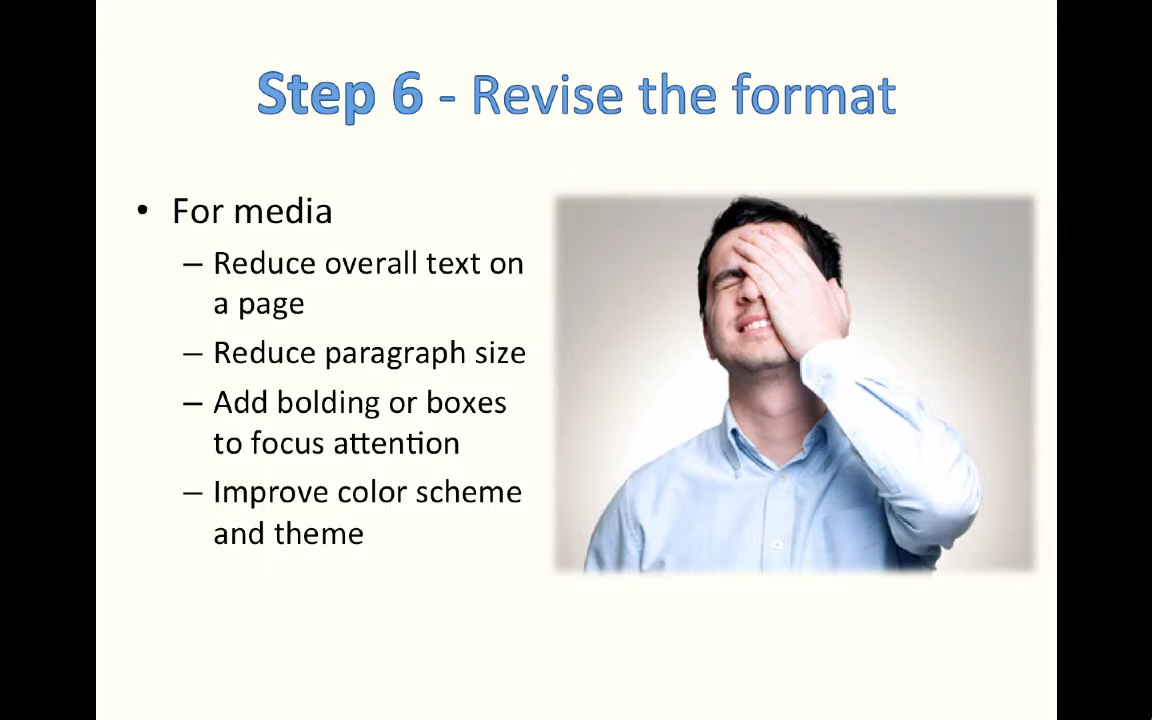 Step 6 - Revise the format
• For media
– Reduce overall text on
a page
– Reduce paragraph size
– Add bolding or boxes
to focus attention
– Improve color scheme
and theme